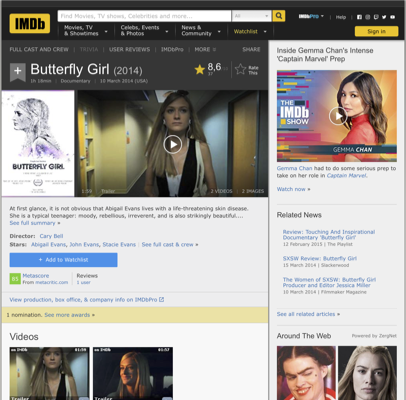 IMDb
Find Movies, TV shows, Celebrities and more...
All
IMDbPro
Help
Movies, TV
& Showtimes
Celebs, Events
& Photos
News &
Community
Watchlist
Sign in
FULL CAST AND CREW | TRIVIA | USER REVIEWS | IMDbPro | MORE
SHARE
Butterfly Girl (2014)
1h 18min | Documentary | 10 March 2014 (USA)
8,6
Rate
This
1:59 | Trailer
2 VIDEOS | 2 IMAGES
At first glance, it is not obvious that Abigail Evans lives with a life-threatening skin disease.
She is a typical teenager: moody, rebellious, irreverent, and is also strikingly beautiful....
See full summary »
Director: Cary Bell
Stars: Abigail Evans, John Evans, Stacie Evans | See full cast & crew »
+ Add to Watchlist
Metascore
From metacritic.com
Reviews
1 user
View production, box office, & company info on IMDbPro
1 nomination. See more awards »
Videos
Inside Gemma Chan's Intense
'Captain Marvel' Prep
THE
IMDb
SHOW
Gemma Chan had to do some serious prep to
take on her role in Captain Marvel.
Watch now »
Related News
Review: Touching And Inspirational
Documentary 'Butterfly Girl'
12 February 2015 | The Playlist
SXSW Review: Butterfly Girl
15 March 2014 | Slackerwood
The Women of SXSW: Butterfly Girl
Producer and Editor Jessica Miller
10 March 2014 | Filmmaker Magazine
See all related articles »
Around The Web
Powered by ZergNet